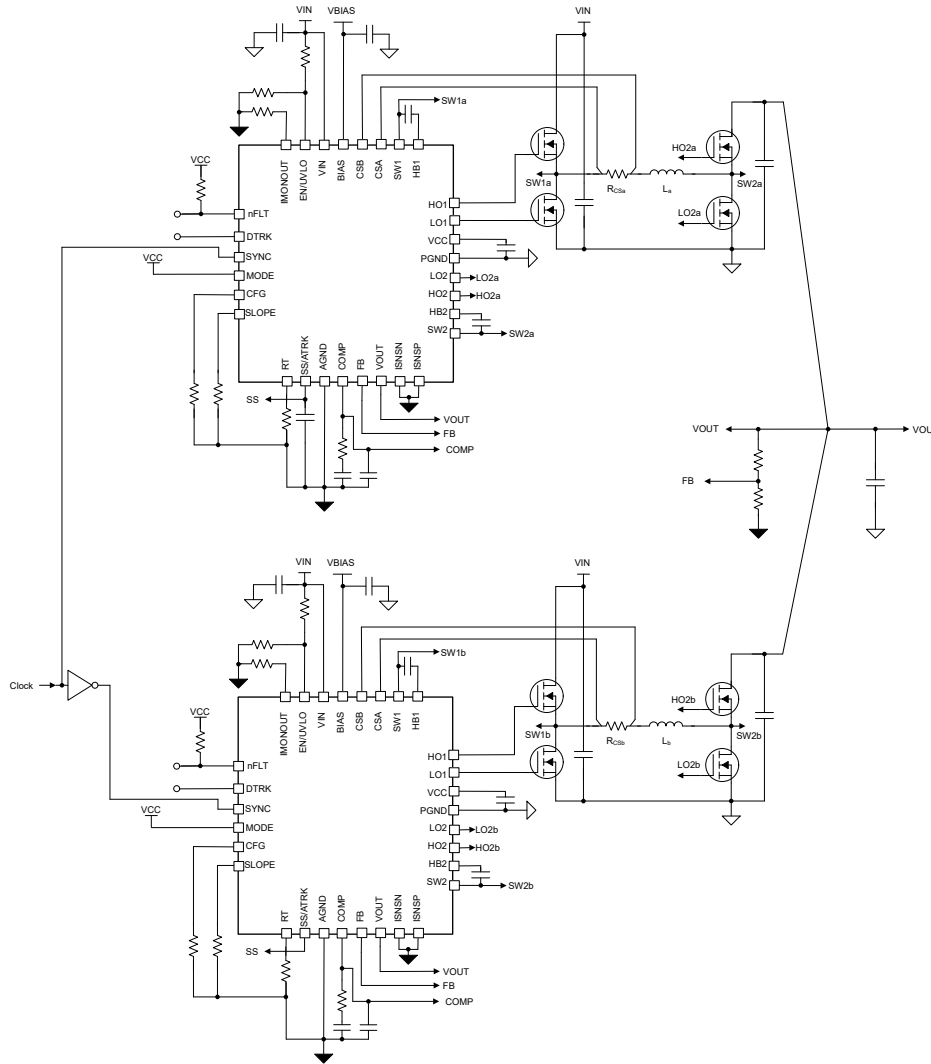 VIN
VBIAS
VIN
SW1a
IMONOUT
EN/UVLO
VIN
BIAS
CSB
CSA
SW1
HB1
VCC
nFLT
DTRK
SYNC
VCC
MODE
CFG
SLOPE
HO1
LO1
VCC
PGND
LO2
LO2a
HO2
HO2a
HB2
SW2
SW2a
RT
SS/ATRK
AGND
COMP
FB
VOUT
ISNSN
ISNSP
SS
VOUT
FB
COMP
HO2a
SW1a
RCSa
La
SW2a
LO2a
VOUT
VOU
FB
VIN
VBIAS
VIN
SW1b
IMONOUT
EN/UVLO
VIN
BIAS
CSB
CSA
SW1
HB1
Clock
VCC
nFLT
DTRK
SYNC
VCC
MODE
CFG
SLOPE
HO1
LO1
VCC
PGND
LO2
LO2b
HO2
HO2b
HB2
SW2
SW2b
RT
SS/ATRK
AGND
COMP
FB
VOUT
ISNSN
ISNSP
SS
VOUT
FB
COMP
HO2b
SW1b
RCSb
Lb
SW2b
LO2b